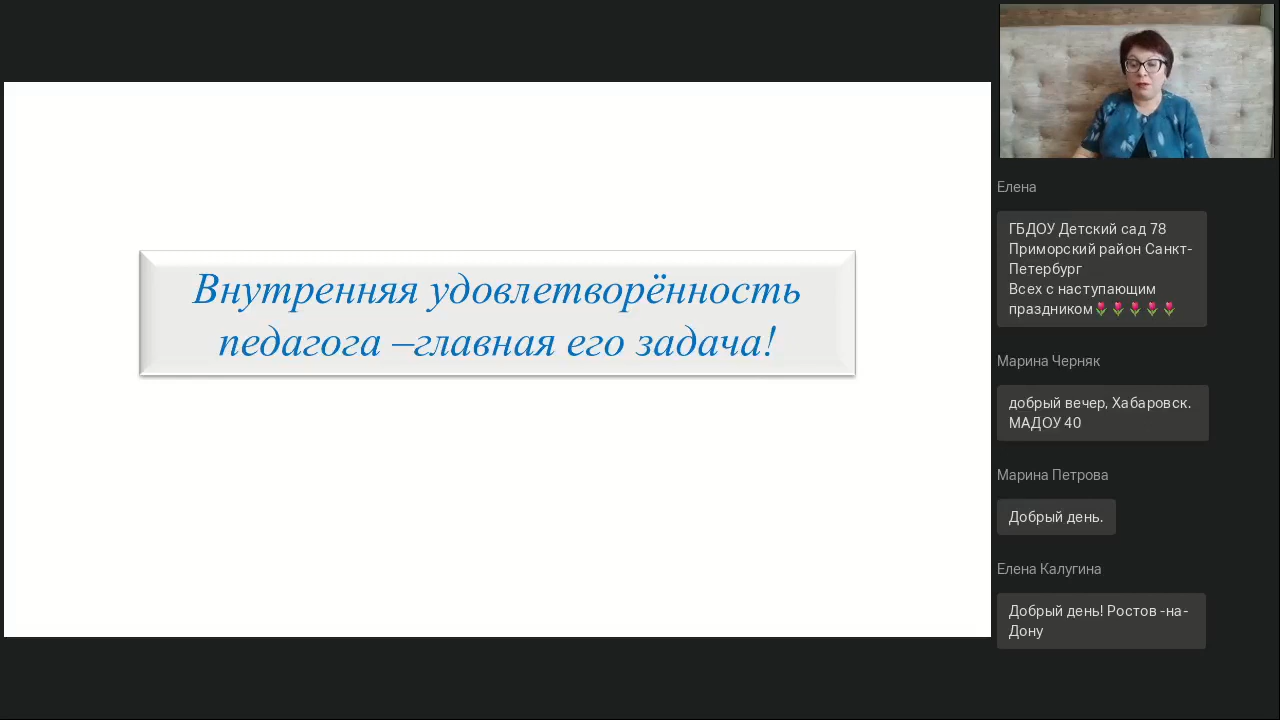 Внутренняя удовлетворённость
педагога –главная его задача!
Елена
ГБДОУ Детский сад 78
Приморский район Санкт-
Петербург
Всех с наступающим
праздником🌷🌷🌷🌷🌷
Марина Черняк
добрый вечер, Хабаровск.
МАДОУ 40
Марина Петрова
Добрый день.
Елена Калугина
Добрый день! Ростов -на-
Дону